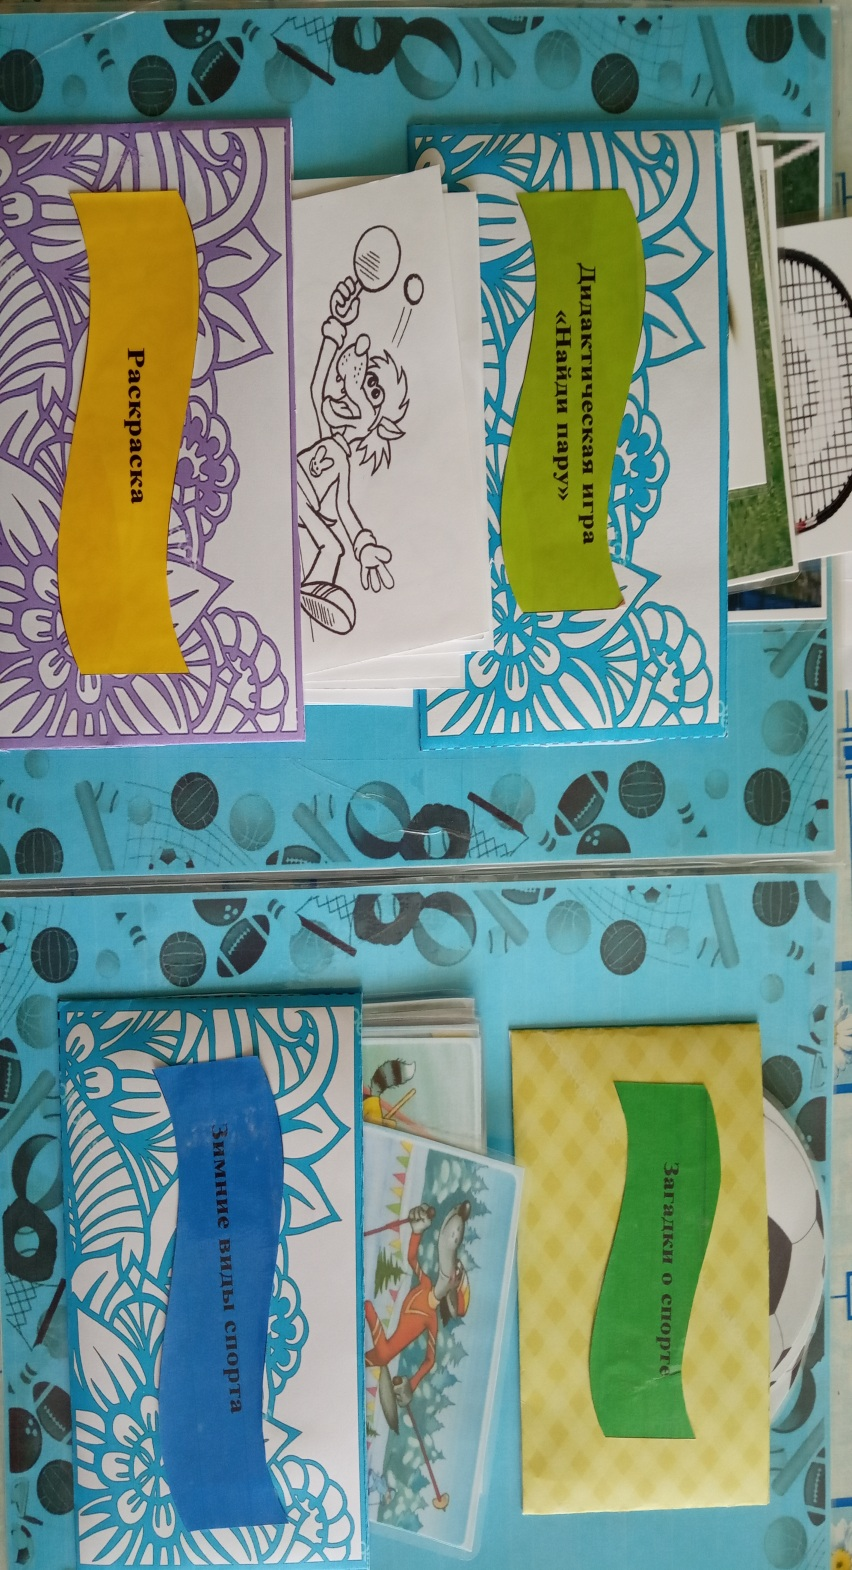 Дидактическая игра
«Найди пару»
Раскраска
Загадки о спорте
Зимние виды спорта